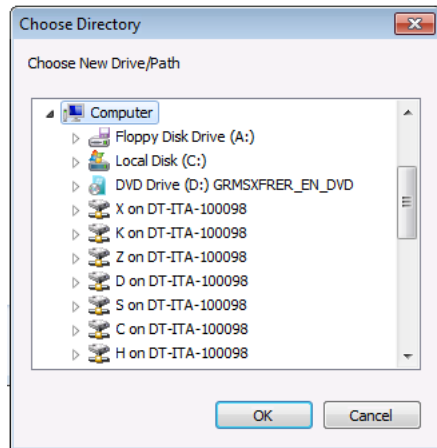 Choose Directory
Choose New Drive/Path
Computer
Floppy Disk Drive (A:)
Local Disk (C:)
DVD Drive (D:) GRMSXFRER_EN_DVD
X on DT-ITA-100098
K on DT-ITA-100098
Z on DT-ITA-100098
D on DT-ITA-100098
S on DT-ITA-100098
C on DT-ITA-100098
H on DT-ITA-100098
OK
Cancel